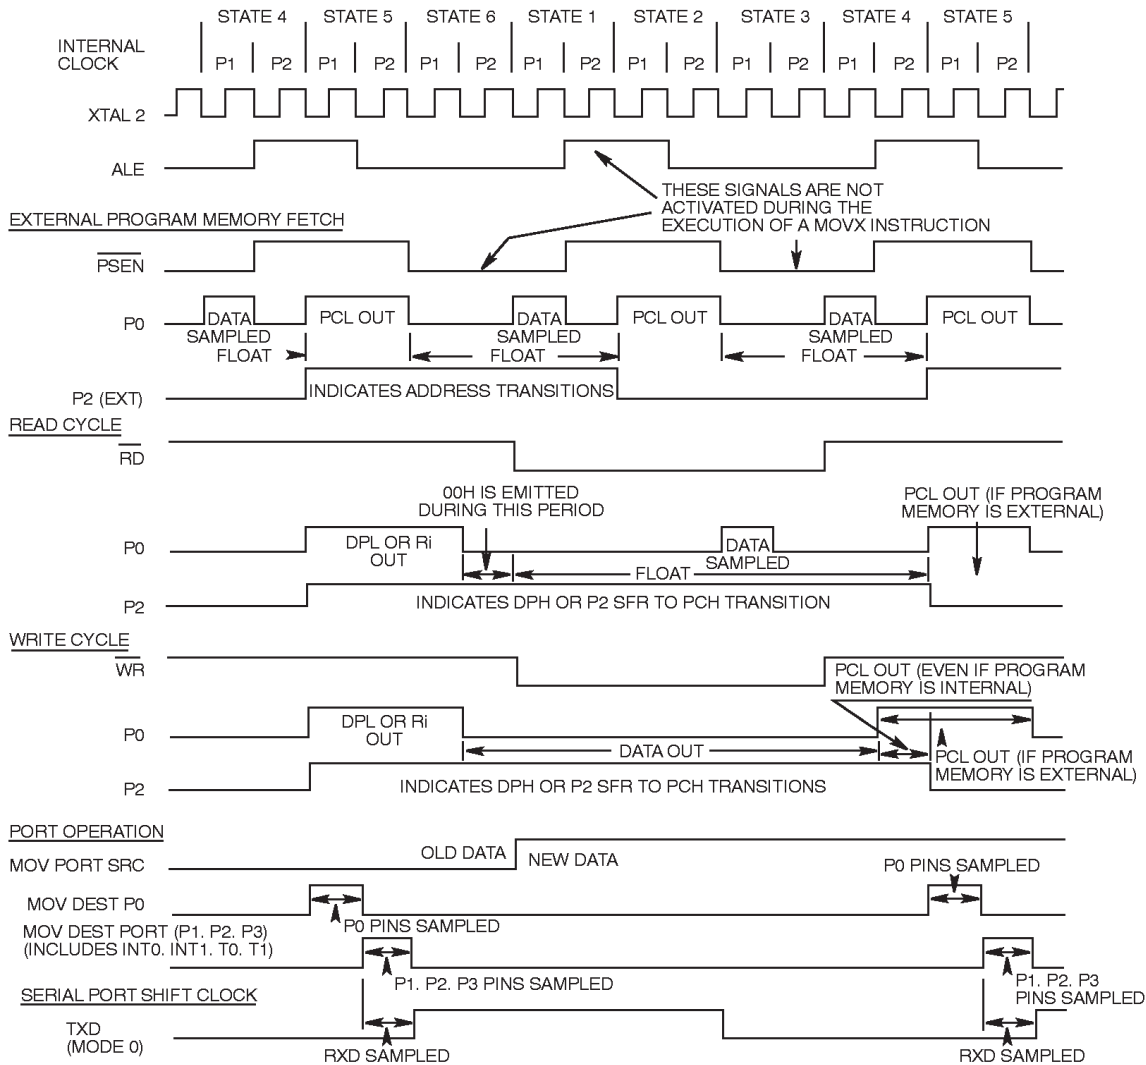 STATE 4 STATE 5 STATE 6 STATE 1 STATE 2 STATE 3 STATE 4 STATE 5
INTERNAL
CLOCK
P1 P2 P1 P2 P1 P2 P1 P2 P1 P2 P1 P2 P1 P2 P1 P2
XTAL 2
ALE
THESE SIGNALS ARE NOT
ACTIVATED DURING THE
EXECUTION OF A MOVX INSTRUCTION
EXTERNAL PROGRAM MEMORY FETCH
PSEN
P0
DATA PCL OUT DATA PCL OUT DATA PCL OUT
SAMPLED SAMPLED SAMPLED
FLOAT FLOAT FLOAT
P2 (EXT)
INDICATES ADDRESS TRANSITIONS
READ CYCLE
RD
00H IS EMITTED
DURING THIS PERIOD
PCL OUT (IF PROGRAM
MEMORY IS EXTERNAL)
P0
DPL OR Ri
OUT
DATA
SAMPLED
FLOAT
P2
INDICATES DPH OR P2 SFR TO PCH TRANSITION
WRITE CYCLE
WR
PCL OUT (EVEN IF PROGRAM
MEMORY IS INTERNAL)
P0
DPL OR Ri
OUT
DATA OUT
PCL OUT (IF PROGRAM
MEMORY IS EXTERNAL)
P2
INDICATES DPH OR P2 SFR TO PCH TRANSITIONS
PORT OPERATION
MOV PORT SRC
OLD DATA NEW DATA
P0 PINS SAMPLED
MOV DEST P0
P0 PINS SAMPLED
MOV DEST PORT (P1. P2. P3)
(INCLUDES INT0. INT1. T0. T1)
P1. P2. P3 PINS SAMPLED
P1. P2. P3
PINS SAMPLED
SERIAL PORT SHIFT CLOCK
TXD
(MODE 0)
RXD SAMPLED RXD SAMPLED